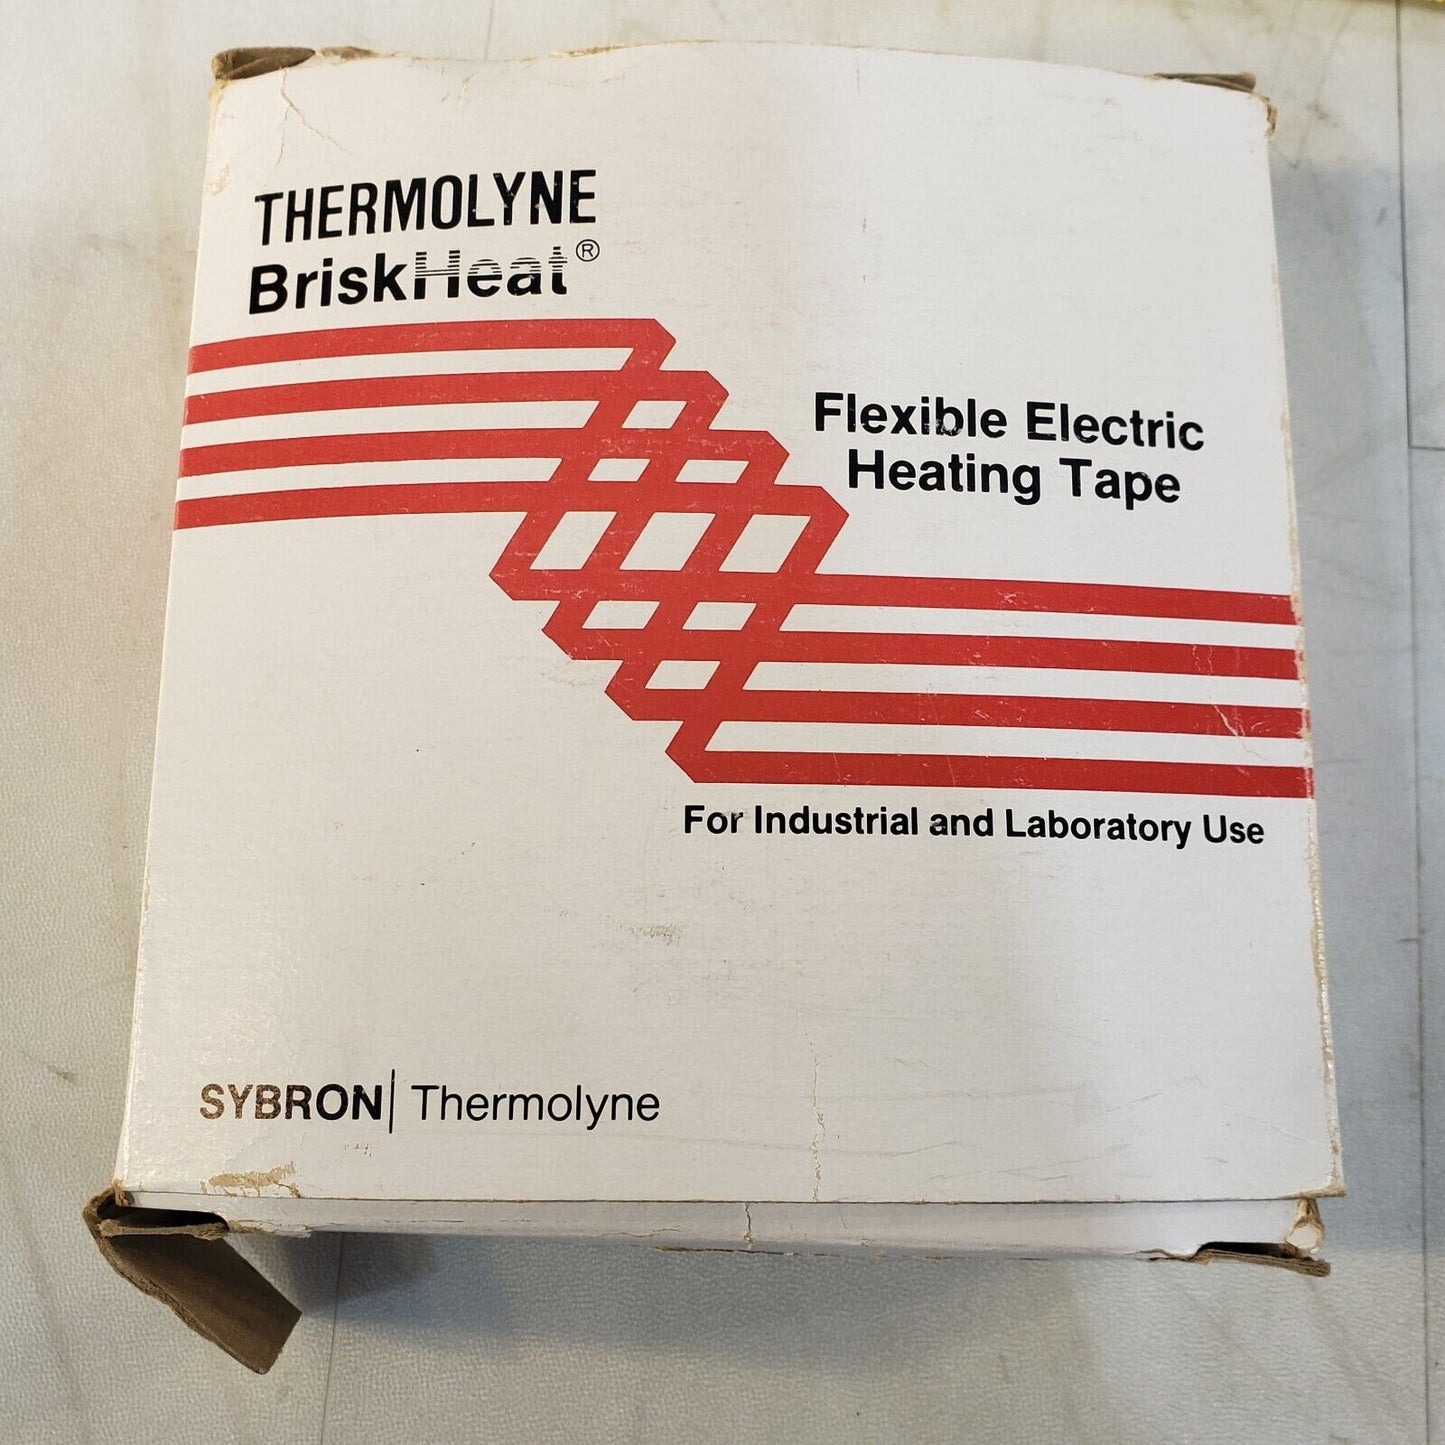 THERMOLYNE
BriskHeat®
Flexible Electric
Heating Tape
For Industrial and Laboratory Use
SYBRON | Thermolyne